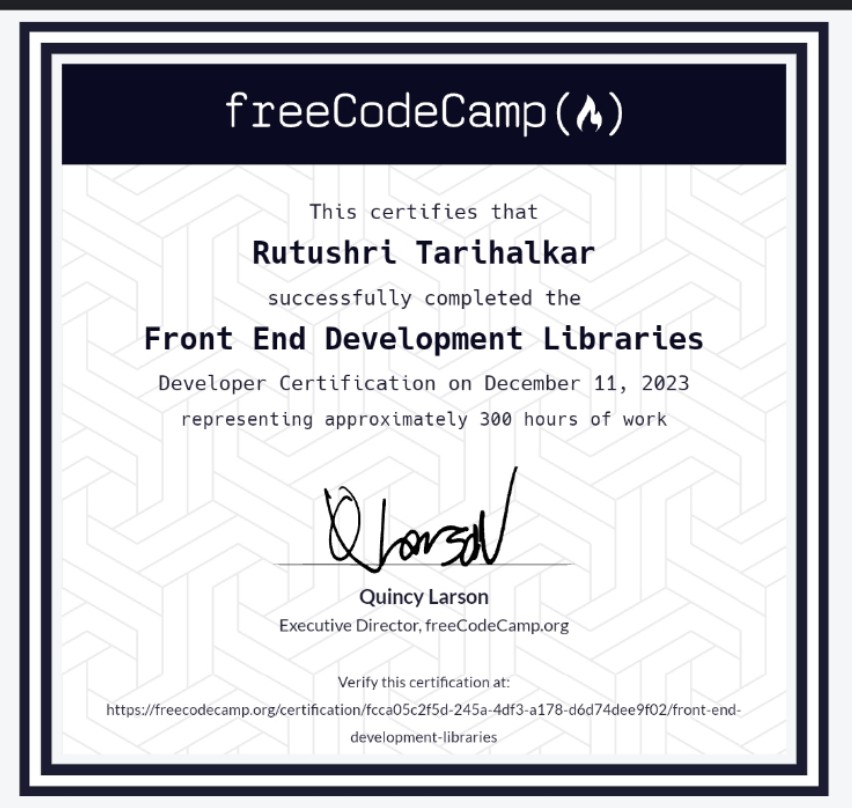 freeCodeCamp
This certifies that
Rutushri Tarihalkar
successfully completed the
Front End Development Libraries
Developer Certification on December 11, 2023
representing approximately 300 hours of work
QLarson
Quincy Larson
Executive Director, freeCodeCamp.org
Verify this certification at:
https://freecodecamp.org/certification/fcca05c2f5d-245a-4df3-a178-d6d74dee9f02/front-end-
development-libraries